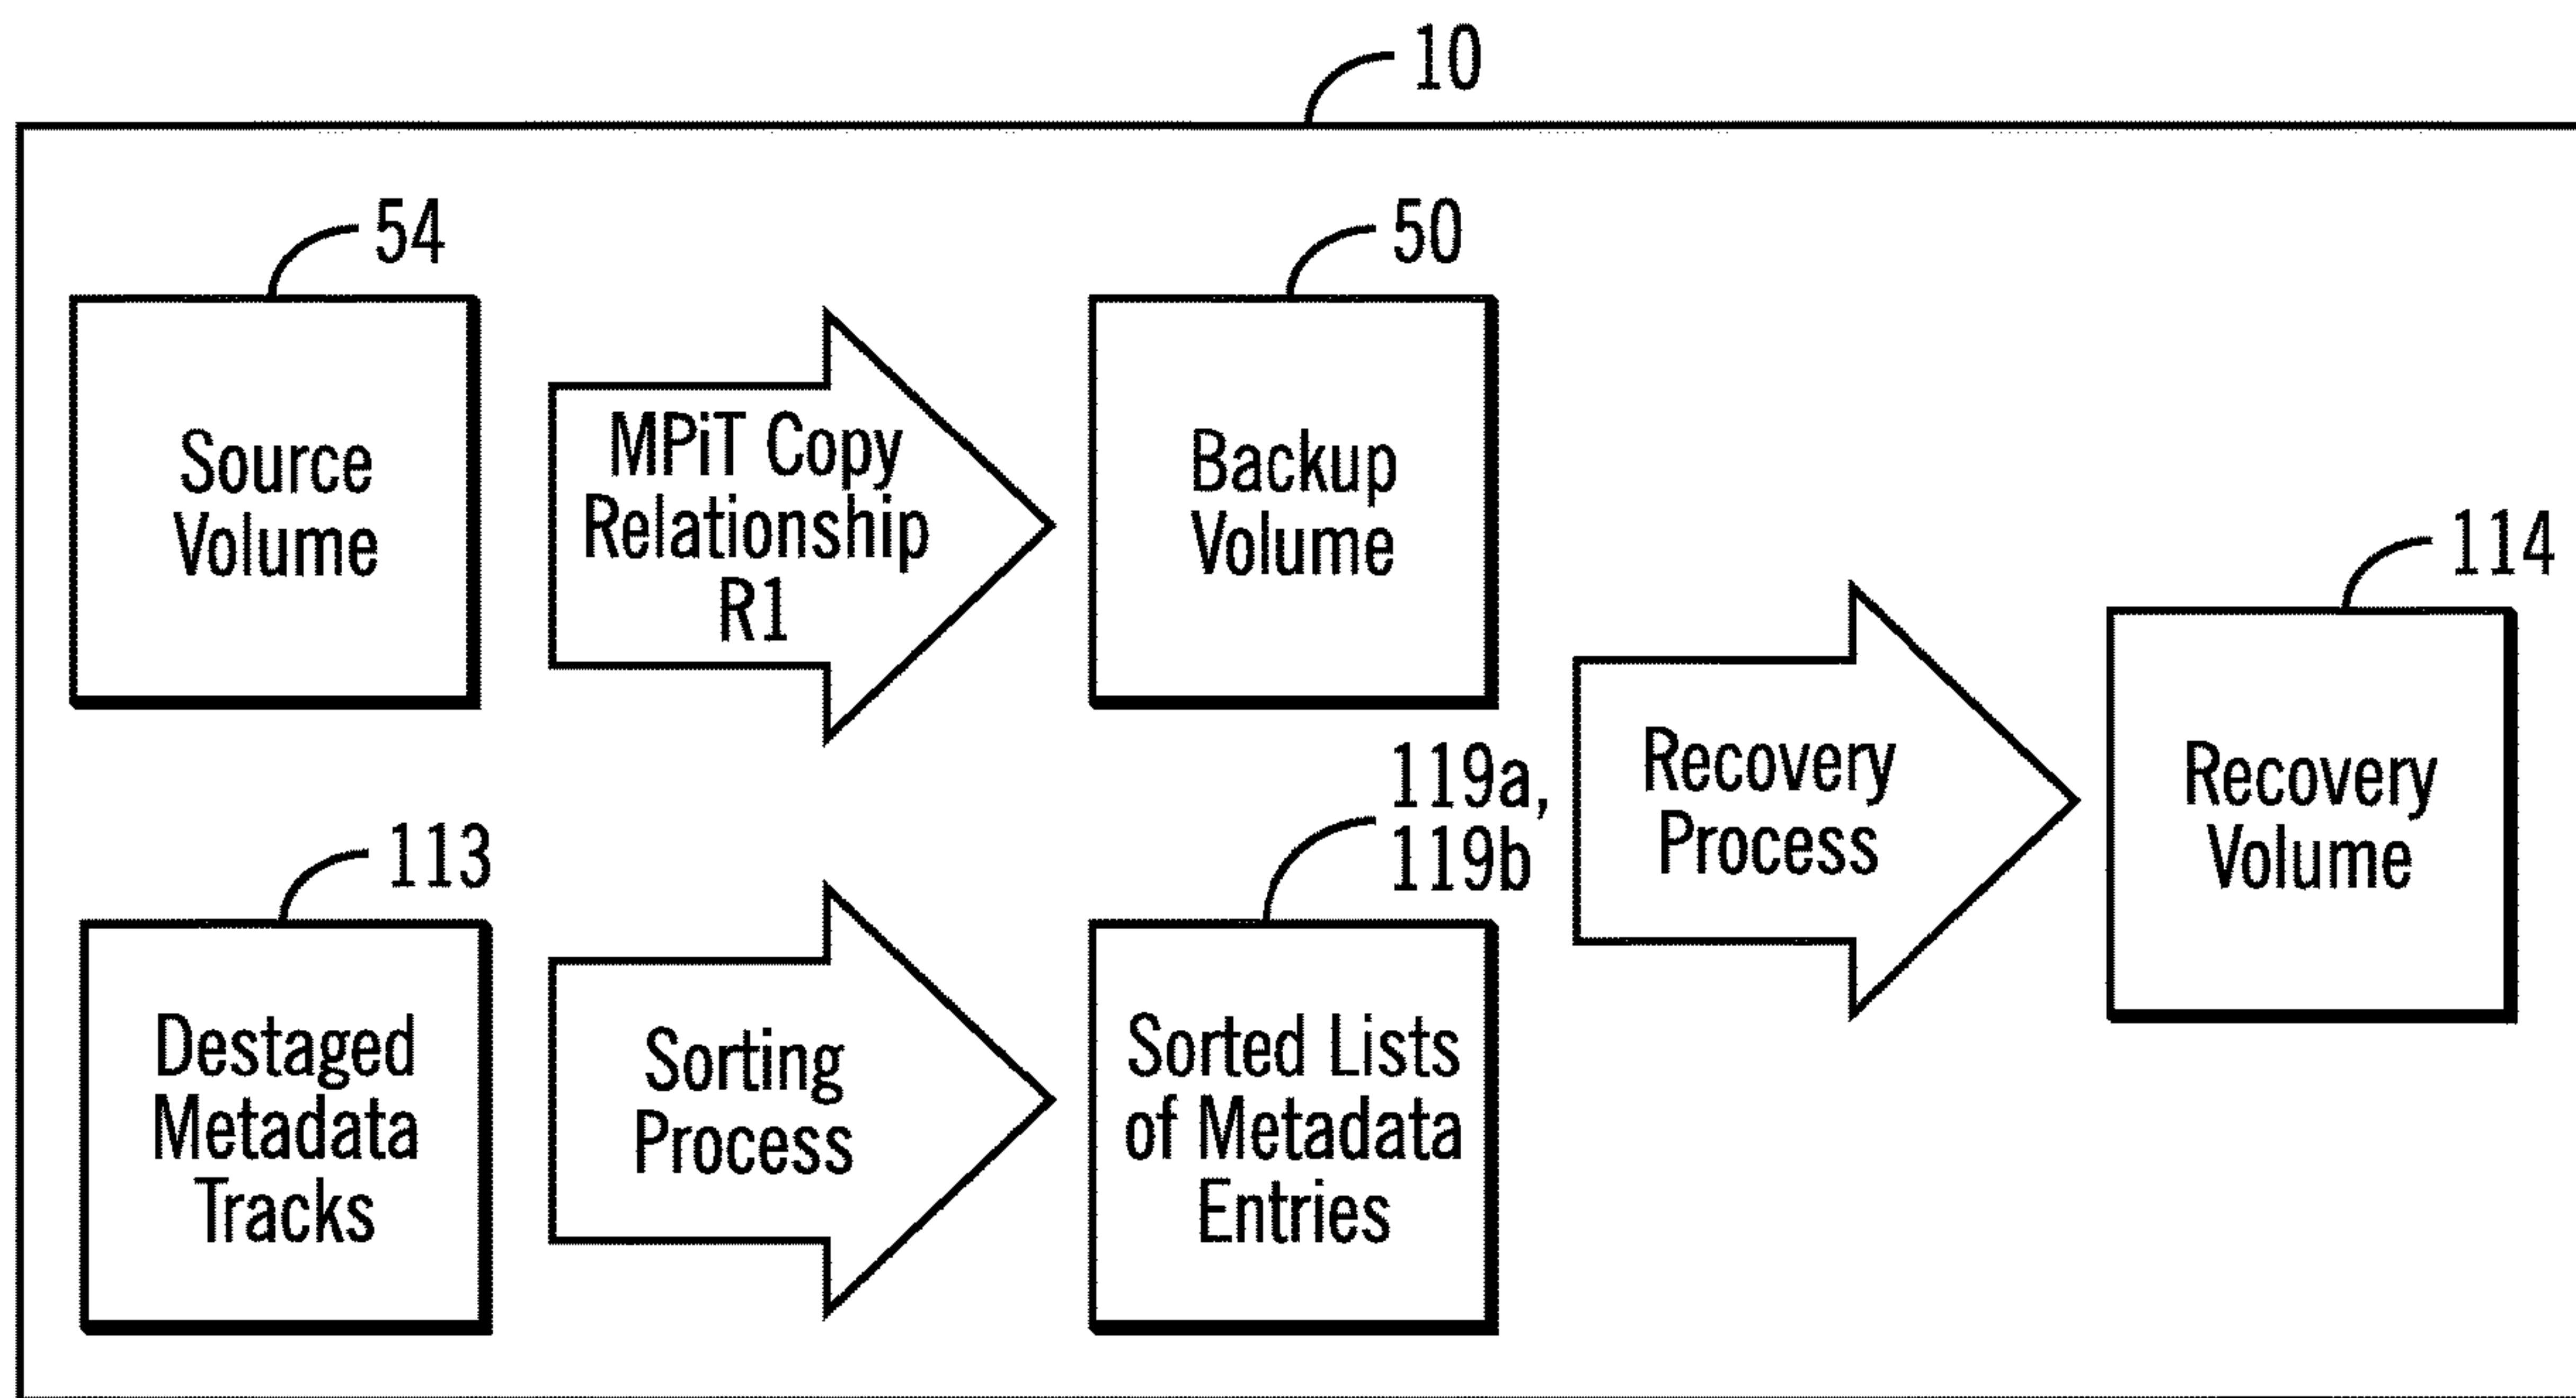 10
54
50
Source
Volume
MPiT Copy
Relationship
R1
Backup
Volume
114
119a,
119b
Recovery
Process
Recovery
Volume
113
Destaged
Metadata
Tracks
Sorting
Process
Sorted Lists
of Metadata
Entries